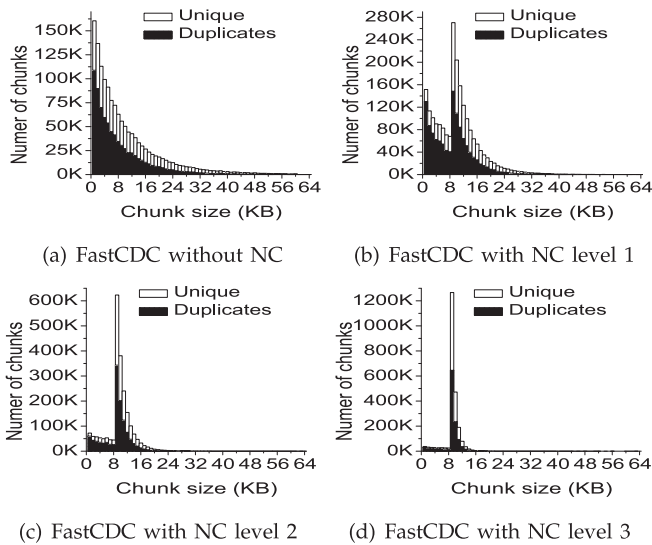 Unique
Duplicates
150K
125K
100K
75K
50K
25K
0K
Numer of chunks
0 8 16 24 32 40 48 56 64
Chunk size (KB)
(a) FastCDC without NC
Unique
Duplicates
280K
240K
200K
160K
120K
80K
40K
0K
Numer of chunks
0 8 16 24 32 40 48 56 64
Chunk size (KB)
(b) FastCDC with NC level 1
Unique
Duplicates
600K
500K
400K
300K
200K
100K
0K
Numer of chunks
0 8 16 24 32 40 48 56 64
Chunk size (KB)
(c) FastCDC with NC level 2
Unique
Duplicates
1200K
1000K
800K
600K
400K
200K
0K
Numer of chunks
0 8 16 24 32 40 48 56 64
Chunk size (KB)
(d) FastCDC with NC level 3